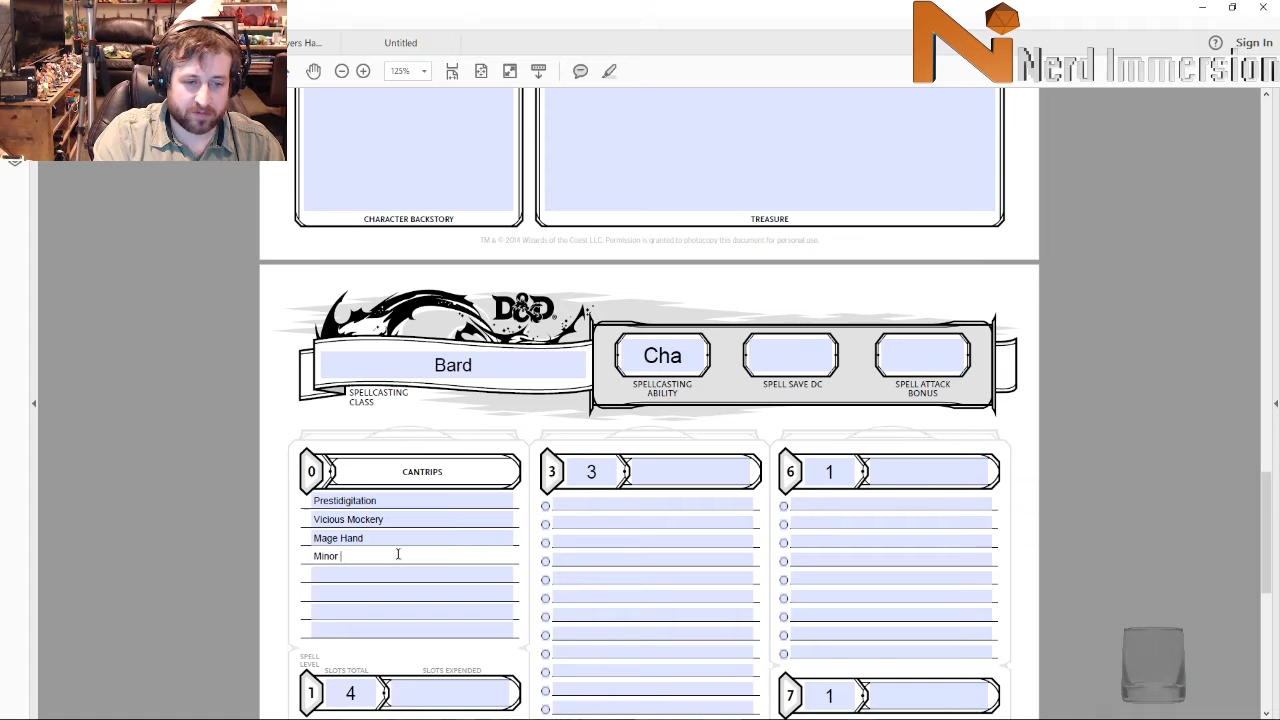 Nerd Immersion
yers Ha...
Untitled
Sign In
125%
CHARACTER BACKSTORY
TREASURE
TM & © 2014 Wizards of the Coast LLC. Permission is granted to photocopy this document for personal use.
D&D
Bard
SPELLCASTING
CLASS
Cha
SPELLCASTING
ABILITY
SPELL SAVE DC
SPELL ATTACK
BONUS
0
CANTRIPS
Prestidigitation
Vicious Mockery
Mage Hand
Minor
SPELL
LEVEL
SLOTS TOTAL
SLOTS EXPENDED
1 4
3 3
6 1
7 1